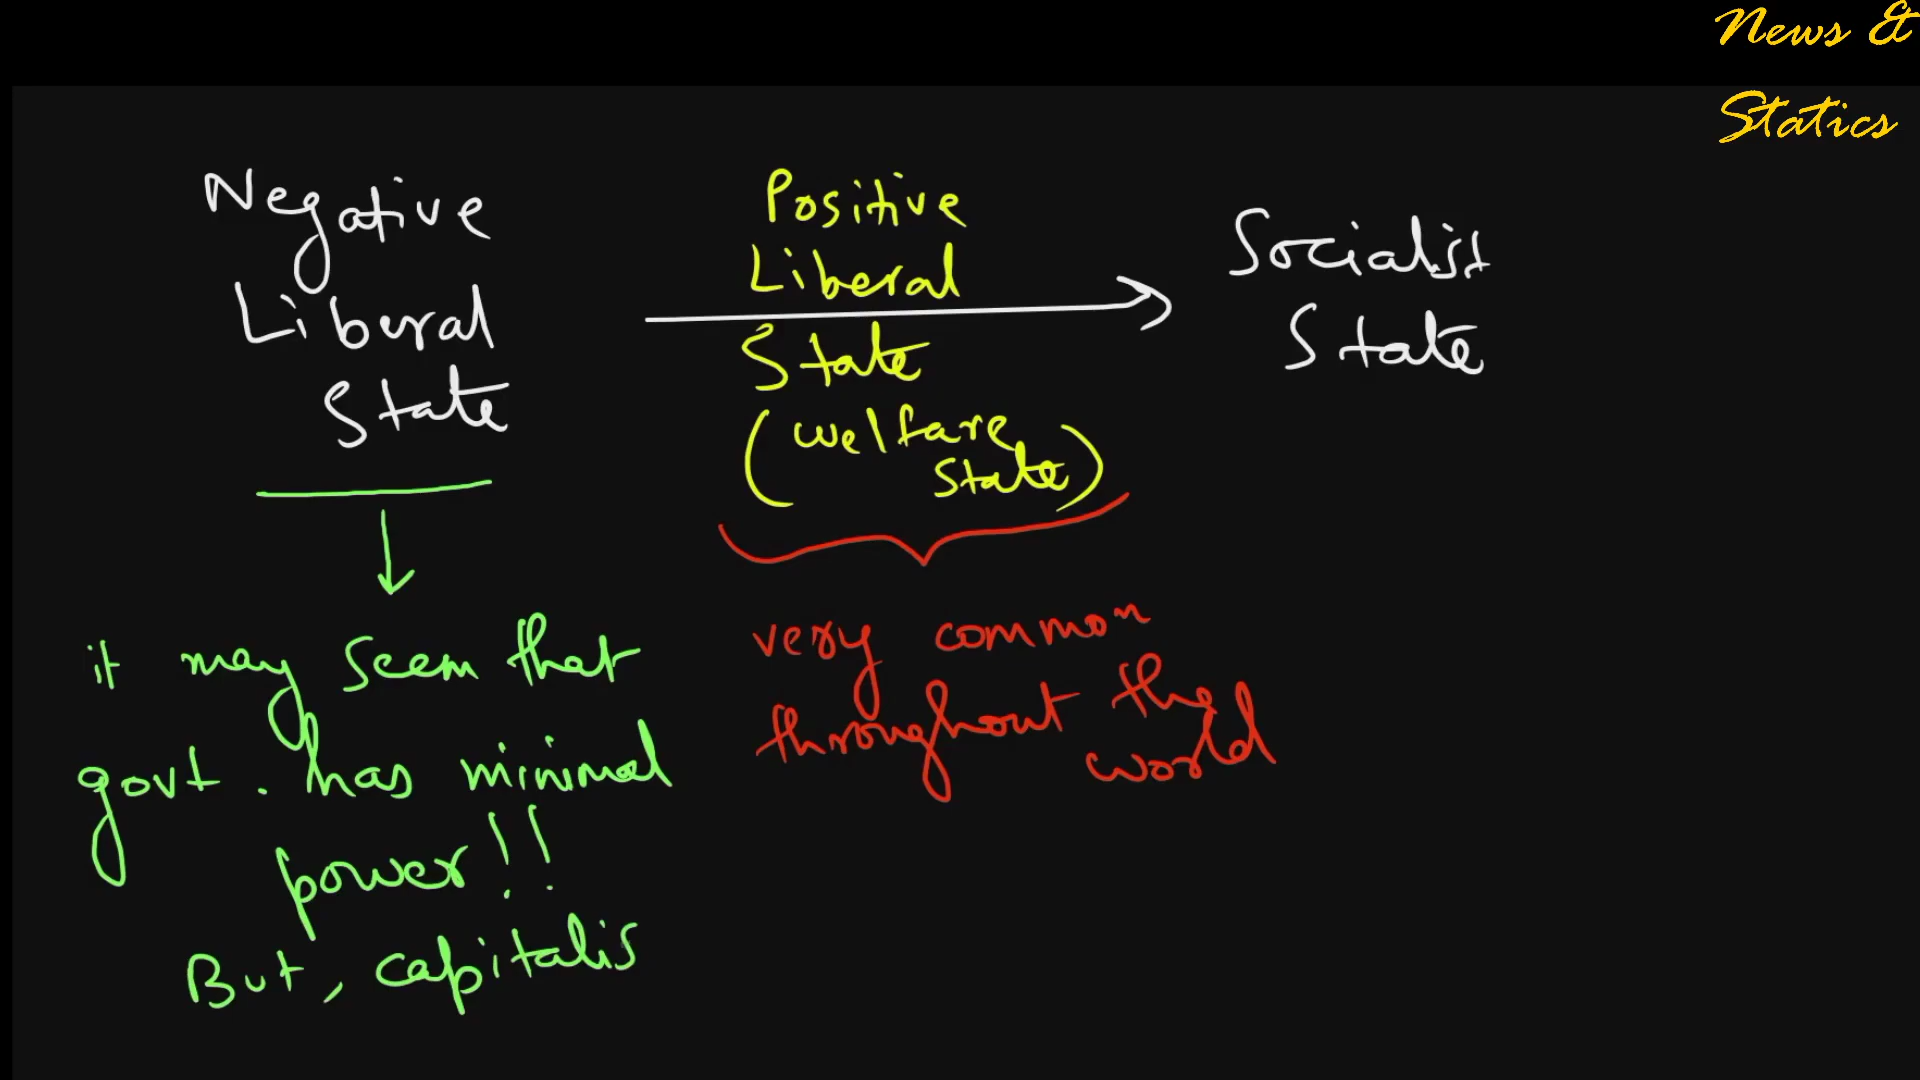 News &
Statics
Negative
Liberal
State
Positive
Liberal
State
(welfare
state)
Socialist
State
it may seem that
govt. has minimal
power!!
But, capitalis
very common
throughout the
world